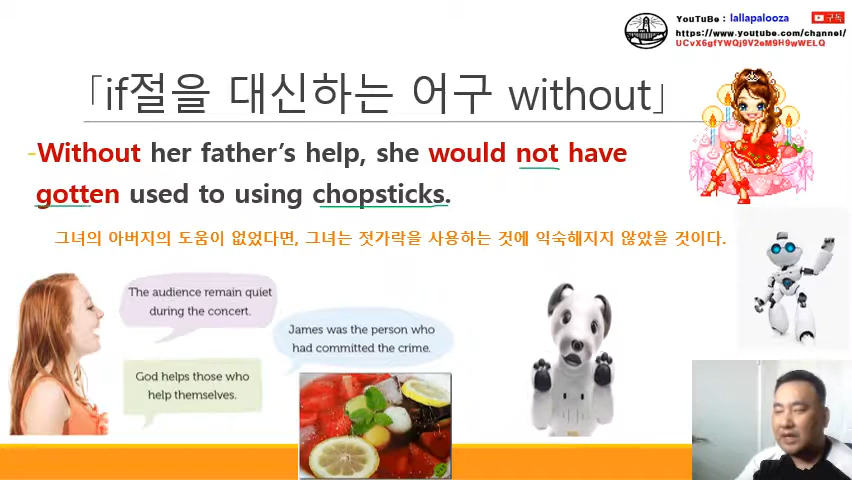 YouTuBe : lallapalooza
구독
https://www.youtube.com/channel/
UCvX6gfYWQj9V2eM9H9wWELQ
「if절을 대신하는 어구 without」
-Without her father's help, she would not have
gotten used to using chopsticks.
그녀의 아버지의 도움이 없었다면, 그녀는 젓가락을 사용하는 것에 익숙해지지 않았을 것이다.
The audience remain quiet
during the concert.
James was the person who
had committed the crime.
God helps those who
help themselves.